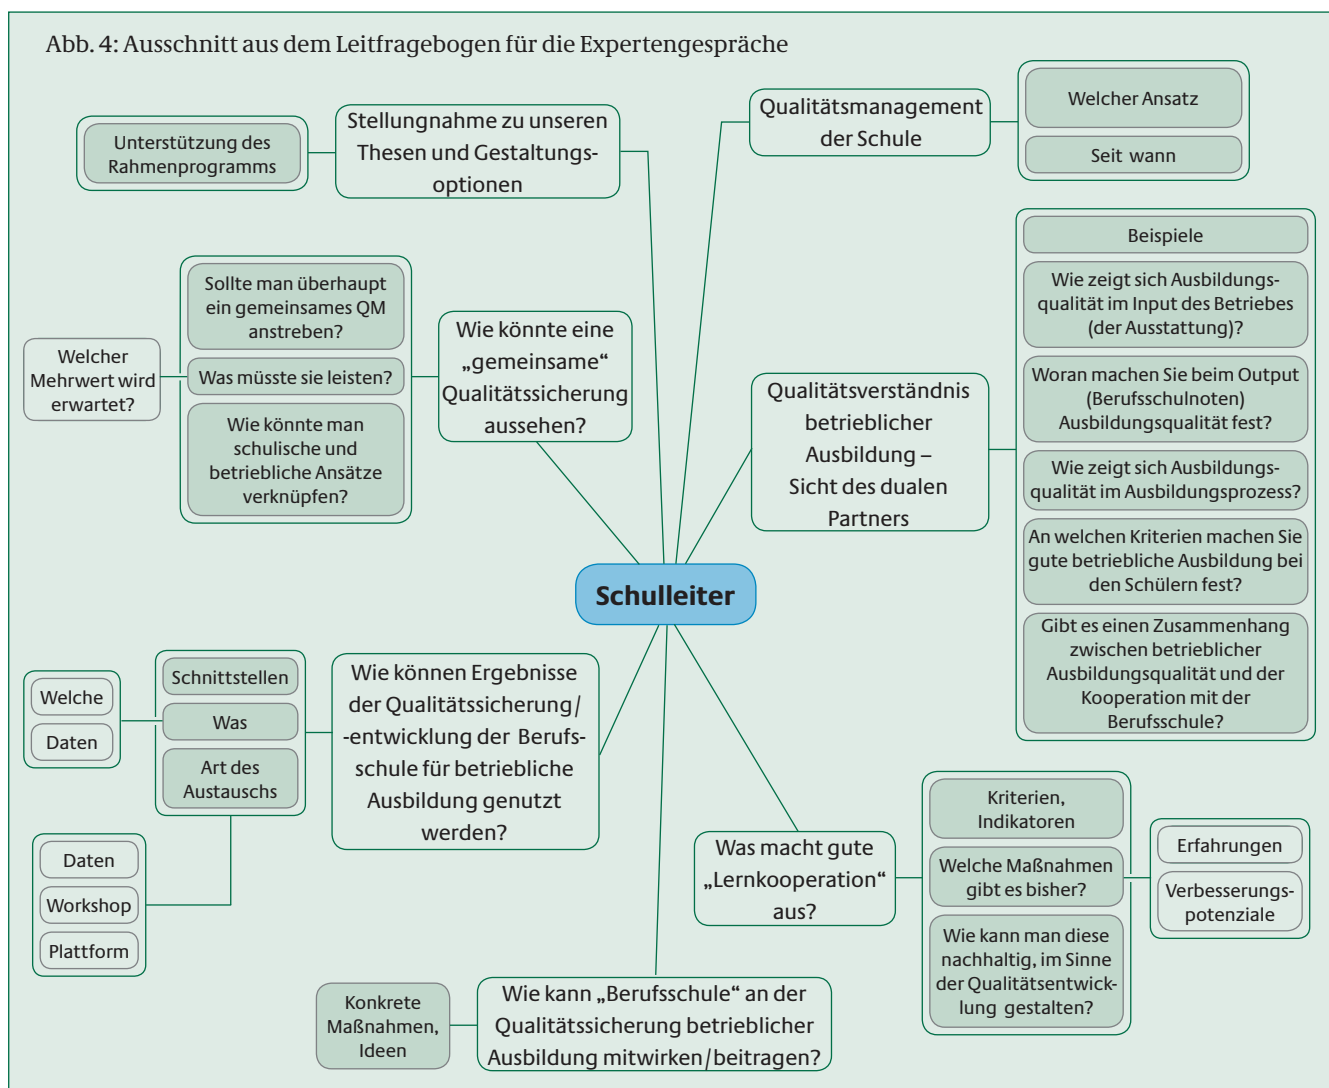 Abb. 4: Ausschnitt aus dem Leitfragebogen für die Expertengespräche
Unterstützung des
Rahmenprogramms
Stellungnahme zu unseren
Thesen und Gestaltungs-
optionen
Qualitätsmanagement
der Schule
Welcher Ansatz
Seit wann
Welcher
Mehrwert wird
erwartet?
Sollte man überhaupt
ein gemeinsames QM
anstreben?
Was müsste sie leisten?
Wie könnte man
schulische und
betriebliche Ansätze
verknüpfen?
Wie könnte eine
„gemeinsame“
Qualitätssicherung
aussehen?
Qualitätsverständnis
betrieblicher
Ausbildung –
Sicht des dualen
Partners
Beispiele
Wie zeigt sich Ausbildungs-
qualität im Input des Betriebes
(der Ausstattung)?
Woran machen Sie beim Output
(Berufsschulnoten)
Ausbildungsqualität fest?
Wie zeigt sich Ausbildungs-
qualität im Ausbildungsprozess?
An welchen Kriterien machen Sie
gute betriebliche Ausbildung bei
den Schülern fest?
Gibt es einen Zusammenhang
zwischen betrieblicher
Ausbildungsqualität und der
Kooperation mit der
Berufsschule?
Schulleiter
Welche
Daten
Schnittstellen
Was
Art des
Austauschs
Wie können Ergebnisse
der Qualitätssicherung/
-entwicklung der Berufs-
schule für betriebliche
Ausbildung genutzt
werden?
Daten
Workshop
Plattform
Was macht gute
„Lernkooperation“
aus?
Kriterien,
Indikatoren
Welche Maßnahmen
gibt es bisher?
Wie kann man diese
nachhaltig, im Sinne
der Qualitätsentwick-
lung gestalten?
Erfahrungen
Verbesserungs-
potenziale
Konkrete
Maßnahmen,
Ideen
Wie kann „Berufsschule“ an der
Qualitätssicherung betrieblicher
Ausbildung mitwirken/beitragen?